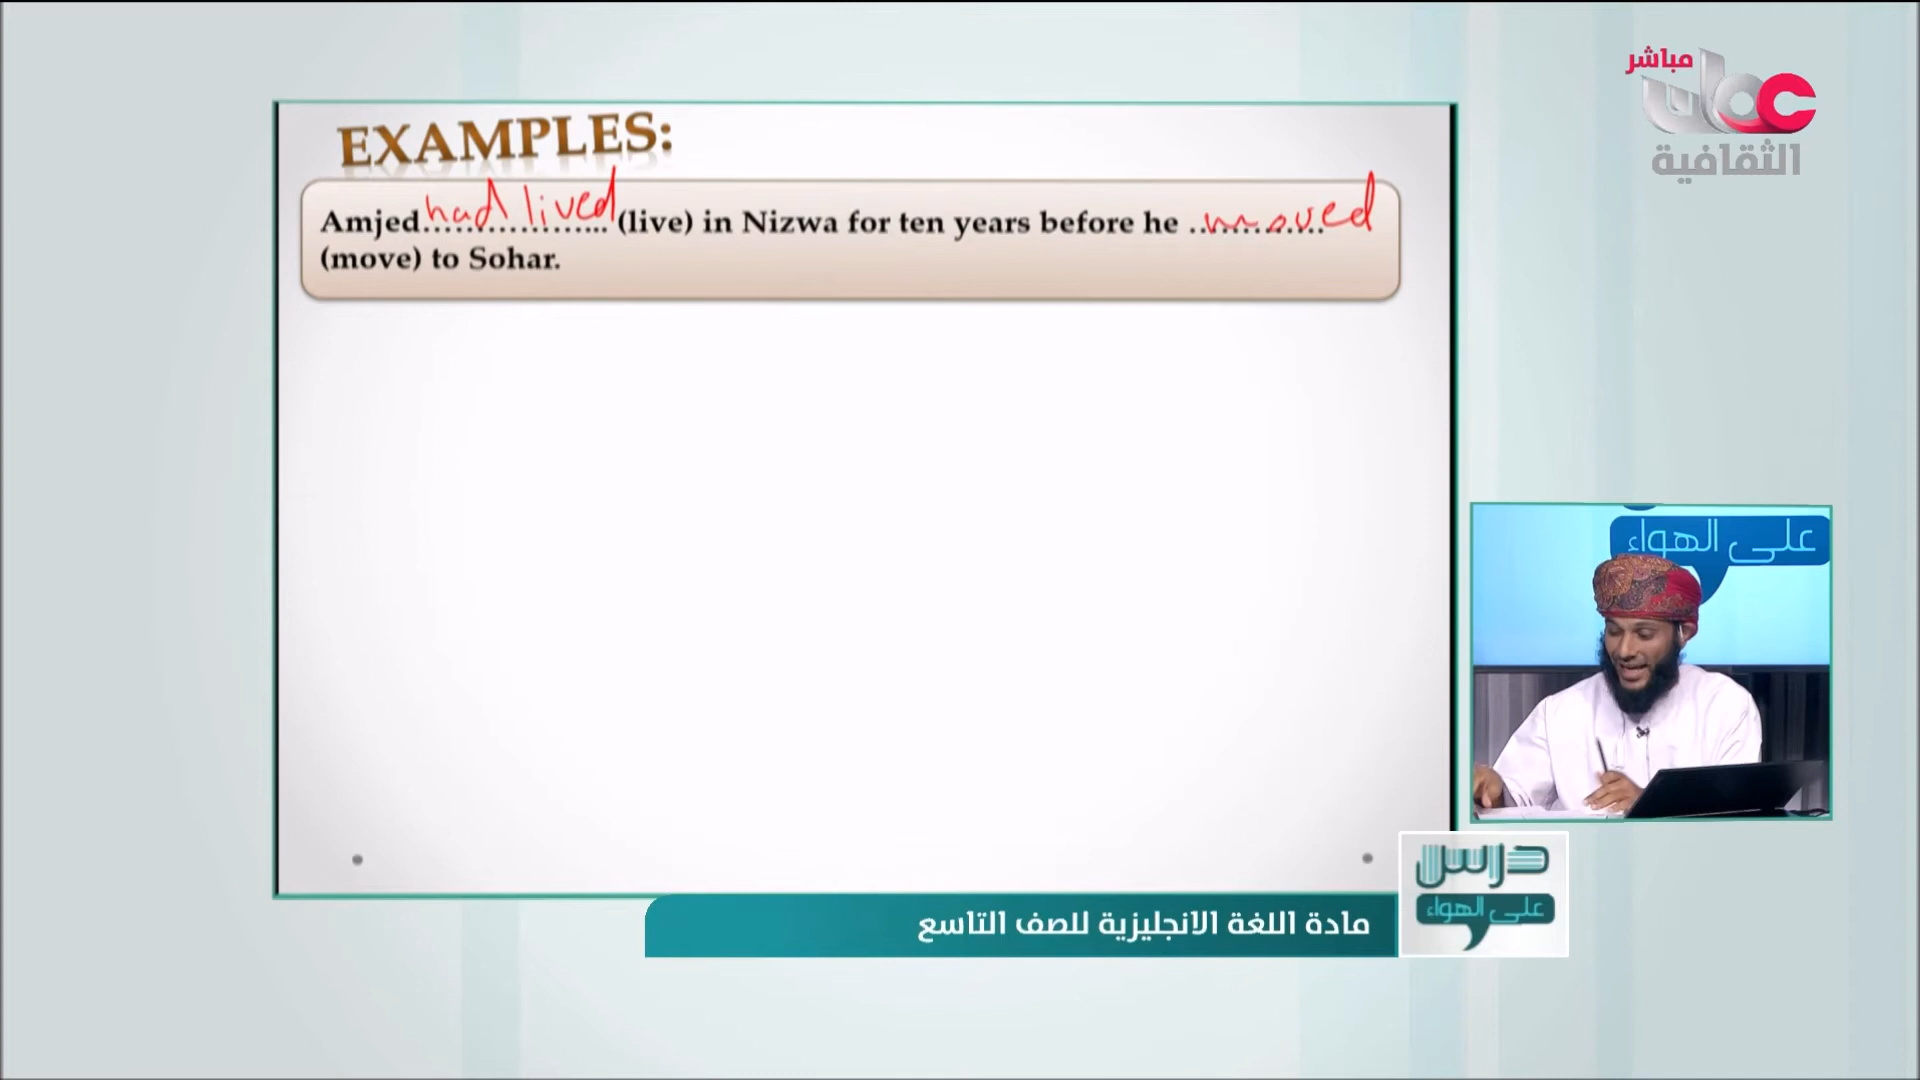 مباشر
عمان
الثقافية
EXAMPLES:
Amjed had lived (live) in Nizwa for ten years before he moved
(move) to Sohar.
على الهواء
درس
على الهواء
مادة اللغة الانجليزية للصف التاسع